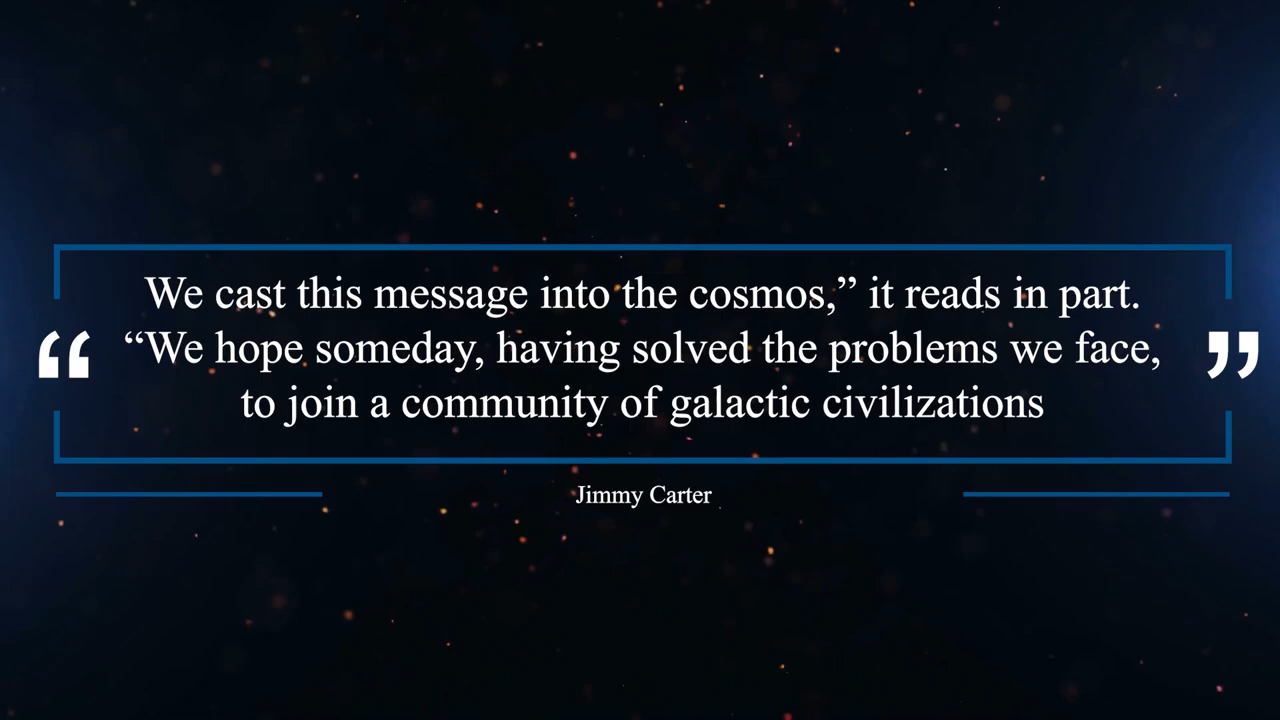 We cast this message into the cosmos,” it reads in part.
“We hope someday, having solved the problems we face,
to join a community of galactic civilizations
“ ”
Jimmy Carter